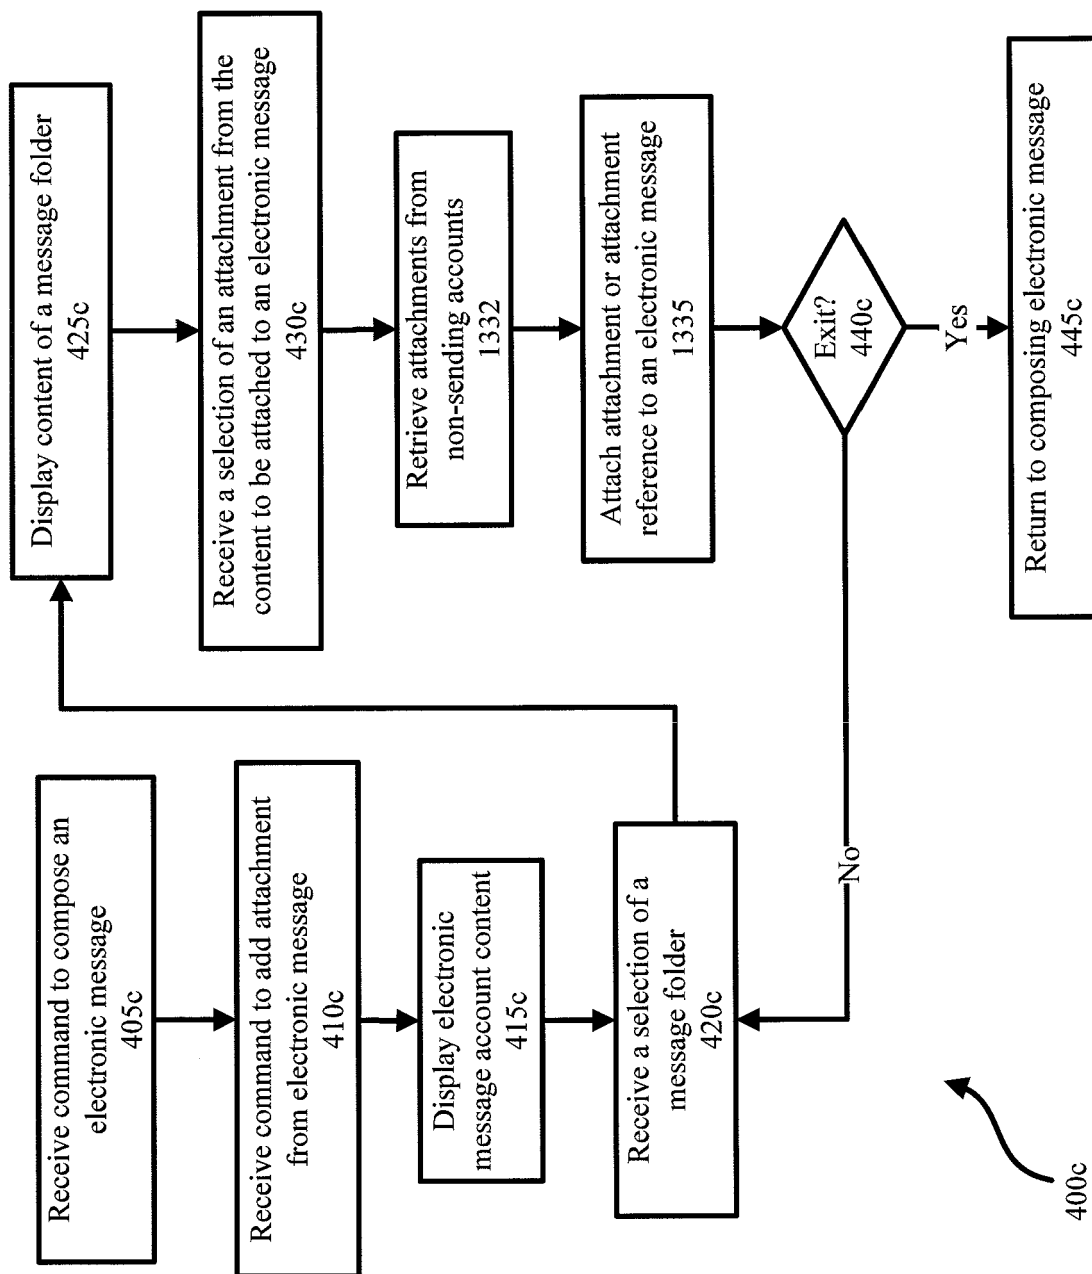 Receive command to compose an
electronic message
405c
Receive command to add attachment
from electronic message
410c
Display electronic
message account content
415c
Receive a selection of a
message folder
420c
Display content of a message folder
425c
Receive a selection of an attachment from the
content to be attached to an electronic message
430c
Retrieve attachments from
non-sending accounts
1332
Attach attachment or attachment
reference to an electronic message
1335
Exit?
440c
No
Yes
Return to composing electronic message
445c
400c